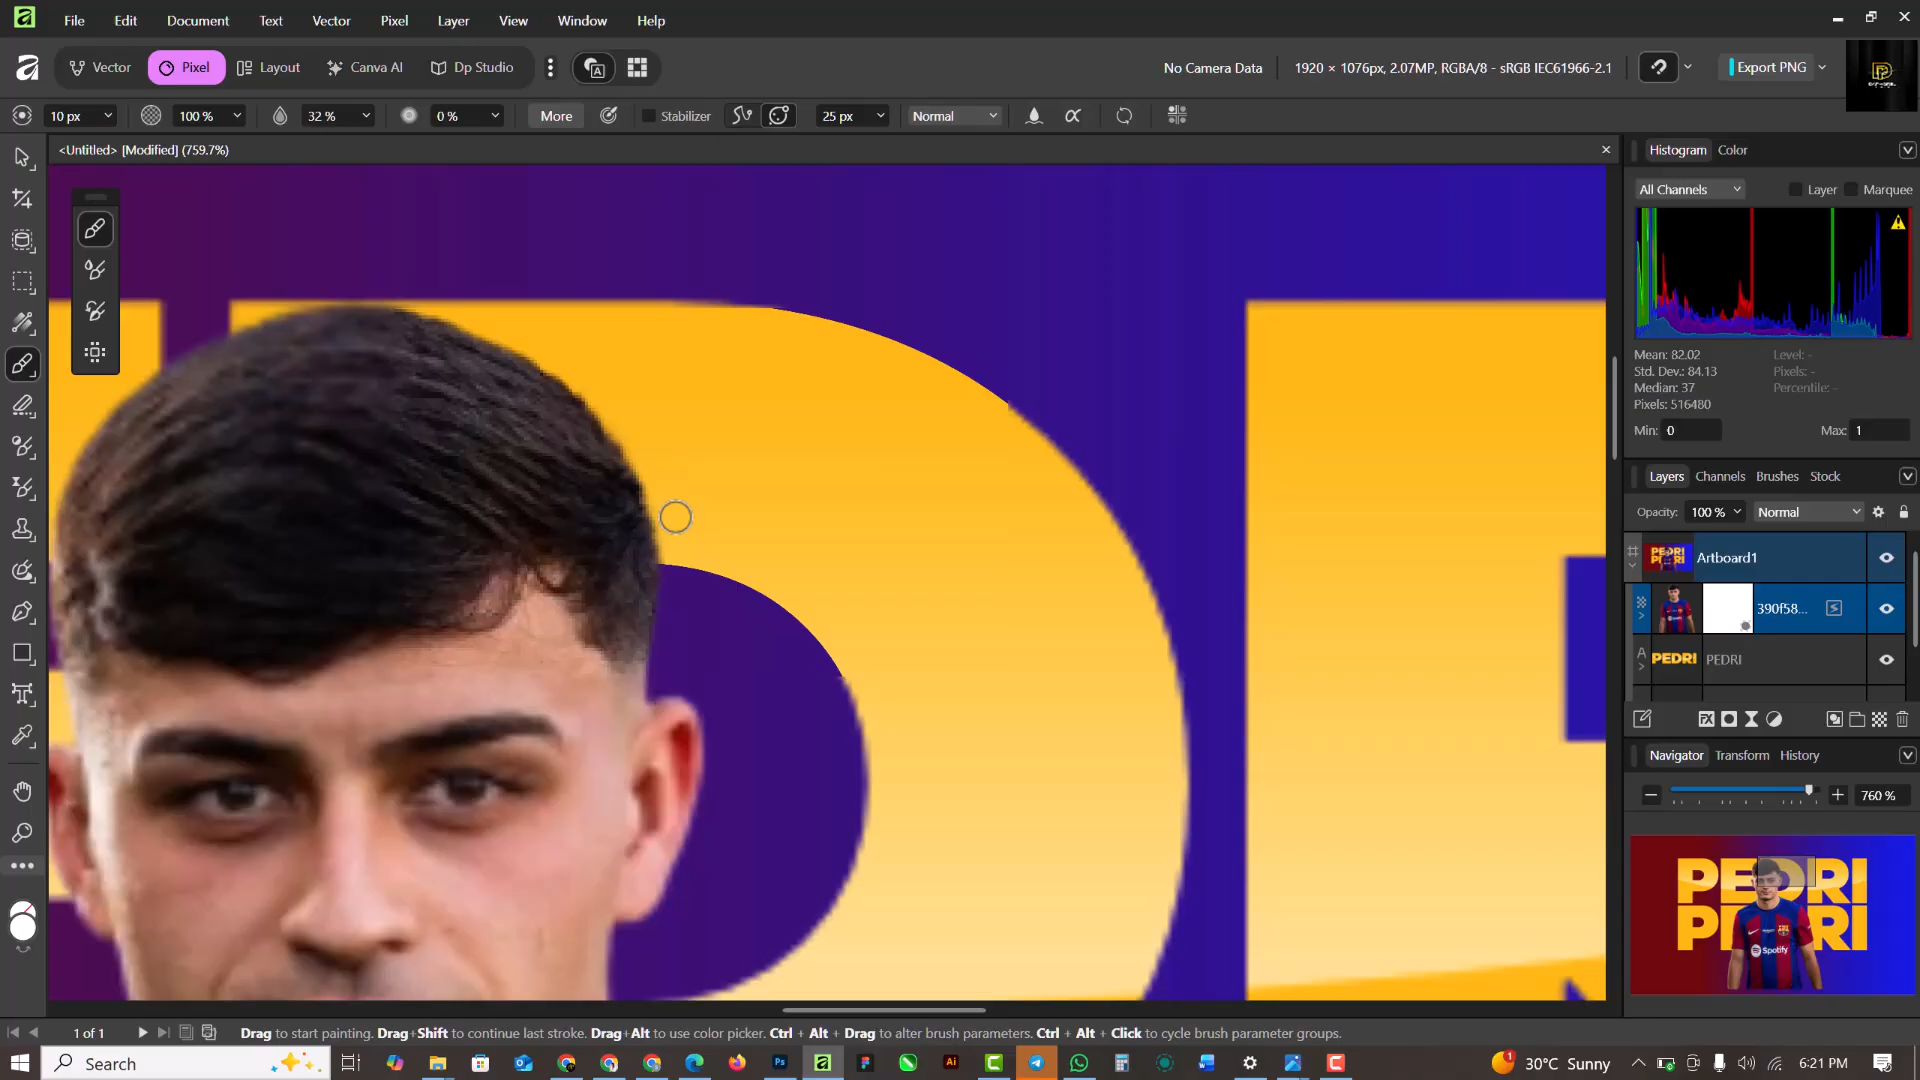 File Edit Document Text Vector Pixel Layer View Window Help
Vector Pixel Layout Canva AI Dp Studio No Camera Data 1920 × 1076px, 2.07MP, RGBA/8 - sRGB IEC61966-2.1 Export PNG
10 px 100 % 32 % 0 % More Stabilizer 25 px Normal
<Untitled> [Modified] (759.7%)
Histogram Color
All Channels Layer Marquee
Mean: 82.02 Level: -
Std. Dev.: 84.13 Pixels: -
Median: 37 Percentile: -
Pixels: 516480
Min: 0 Max: 1
Layers Channels Brushes Stock
Opacity: 100 % Normal
Artboard1
390f58...
PEDRI PEDRI
Navigator Transform History
760 %
PEDRI
PEDRI
Spotify
1 of 1 Drag to start painting. Drag+Shift to continue last stroke. Drag+Alt to use color picker. Ctrl + Alt + Drag to alter brush parameters. Ctrl + Alt + Click to cycle brush parameter groups.
Search 30°C Sunny 6:21 PM